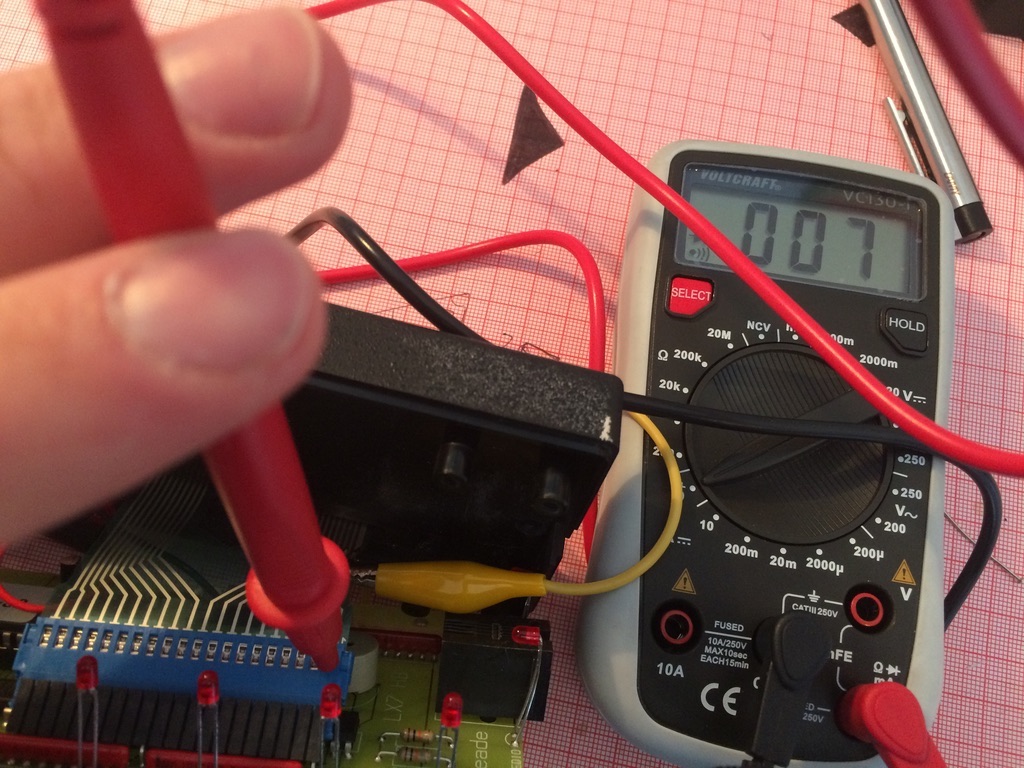 VOLTCRAFT
VC130-1
007
SELECT
HOLD
NCV
20M
2000m
Ω 200k
20k
20 V
250
250
V~
10
200
200m
20m
2000µ
200µ
V
CATIII 250V
FUSED
10A/250V
MAX10sec
EACH15min
10A
CE
Ω
250V
LX7
eade